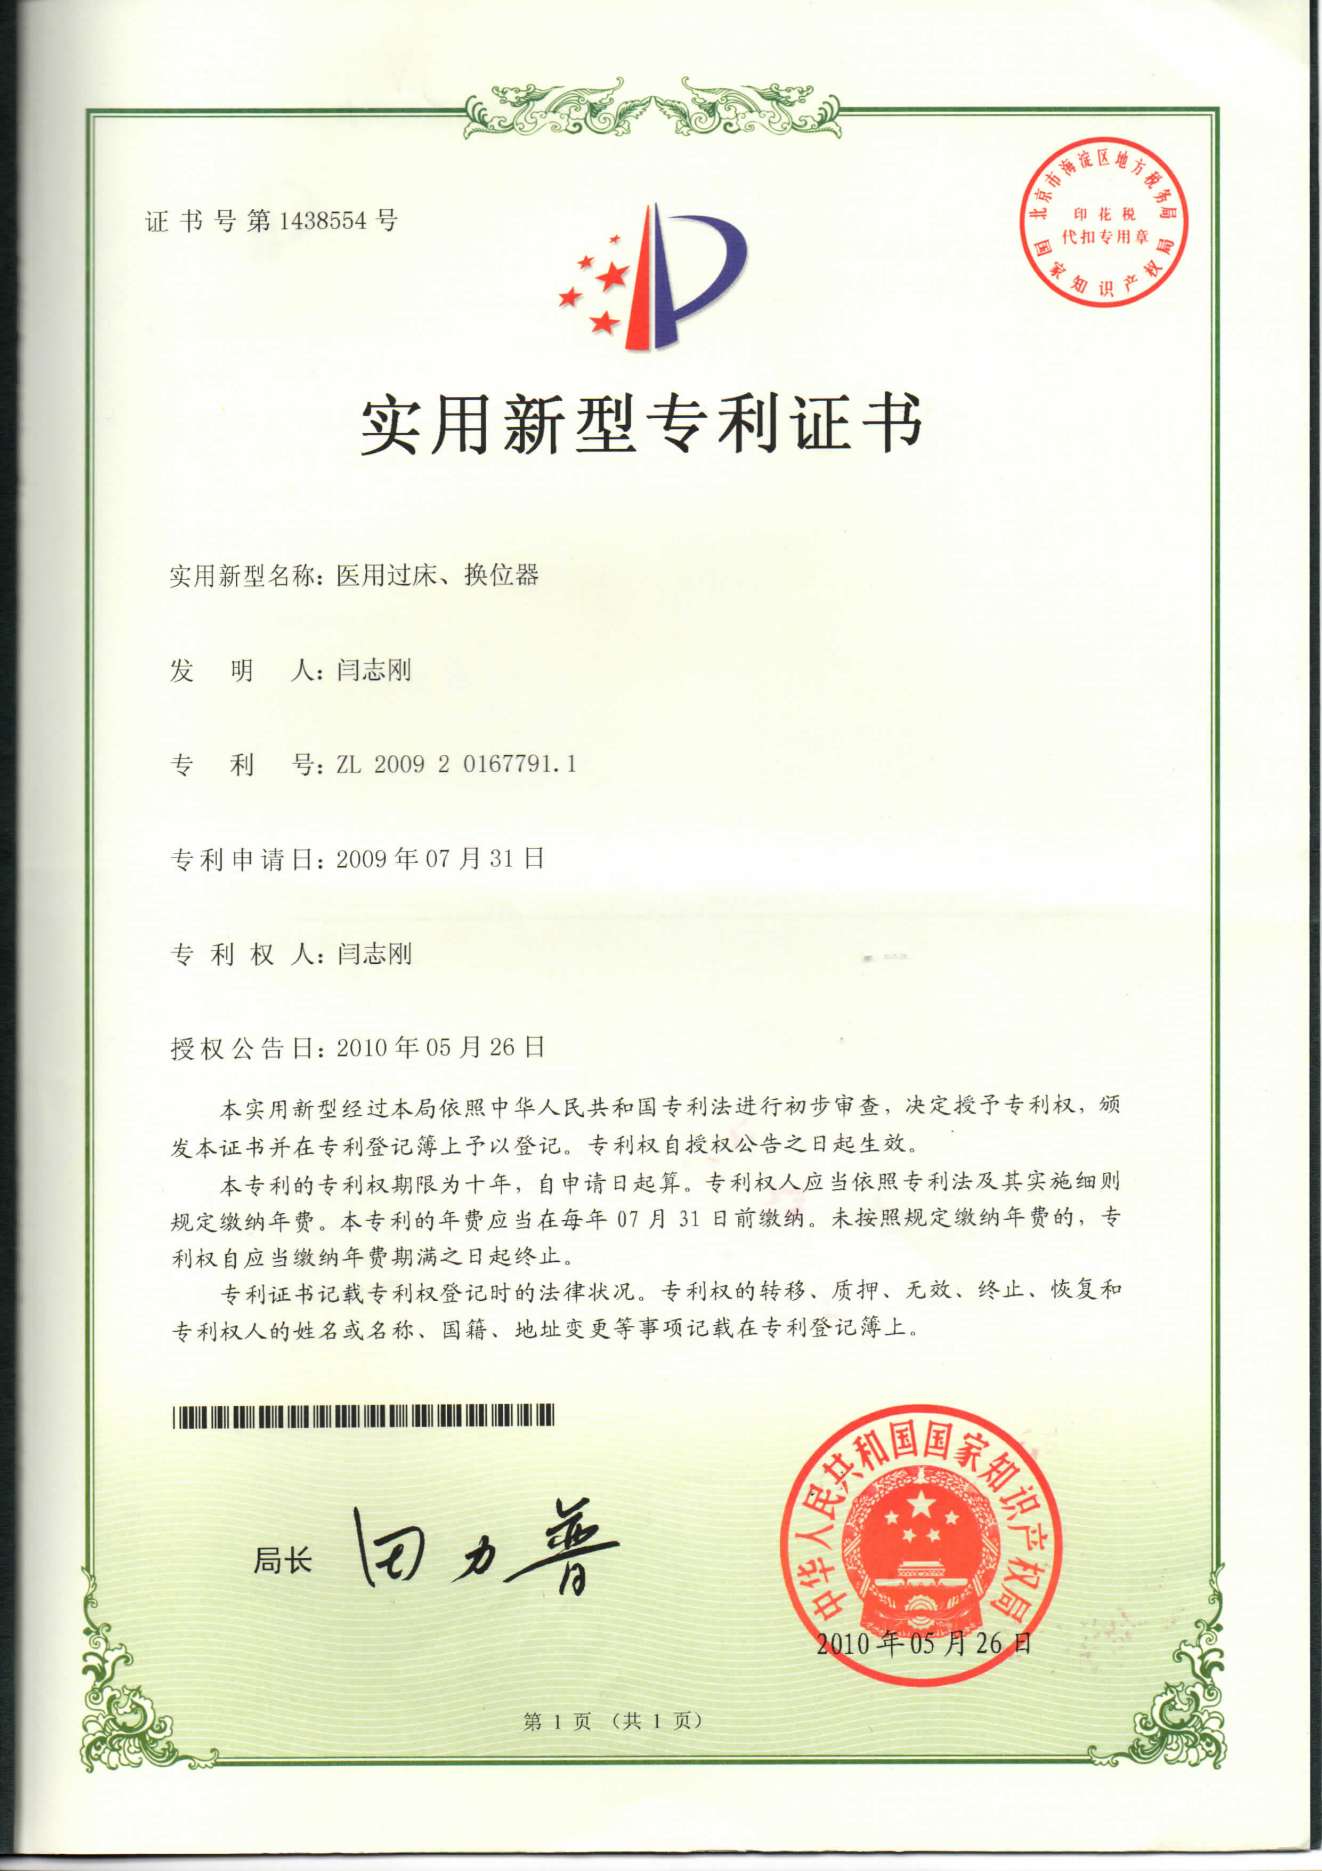 证书号第1438554号
北京市海淀区地方税务局
印花税
代扣专用章
国家知识产权局
实用新型专利证书
实用新型名称：医用过床、换位器
发明人：闫志刚
专利号：ZL 2009 2 0167791.1
专利申请日：2009年07月31日
专利权人：闫志刚
授权公告日：2010年05月26日
本实用新型经过本局依照中华人民共和国专利法进行初步审查，决定授予专利权，颁
发本证书并在专利登记簿上予以登记。专利权自授权公告之日起生效。
本专利的专利权期限为十年，自申请日起算。专利权人应当依照专利法及其实施细则
规定缴纳年费。本专利的年费应当在每年07月31日前缴纳。未按照规定缴纳年费的，专
利权自应当缴纳年费期满之日起终止。
专利证书记载专利权登记时的法律状况。专利权的转移、质押、无效、终止、恢复和
专利权人的姓名或名称、国籍、地址变更等事项记载在专利登记簿上。
局长 田力普
中华人民共和国国家知识产权局
2010年05月26日
第1页（共1页）